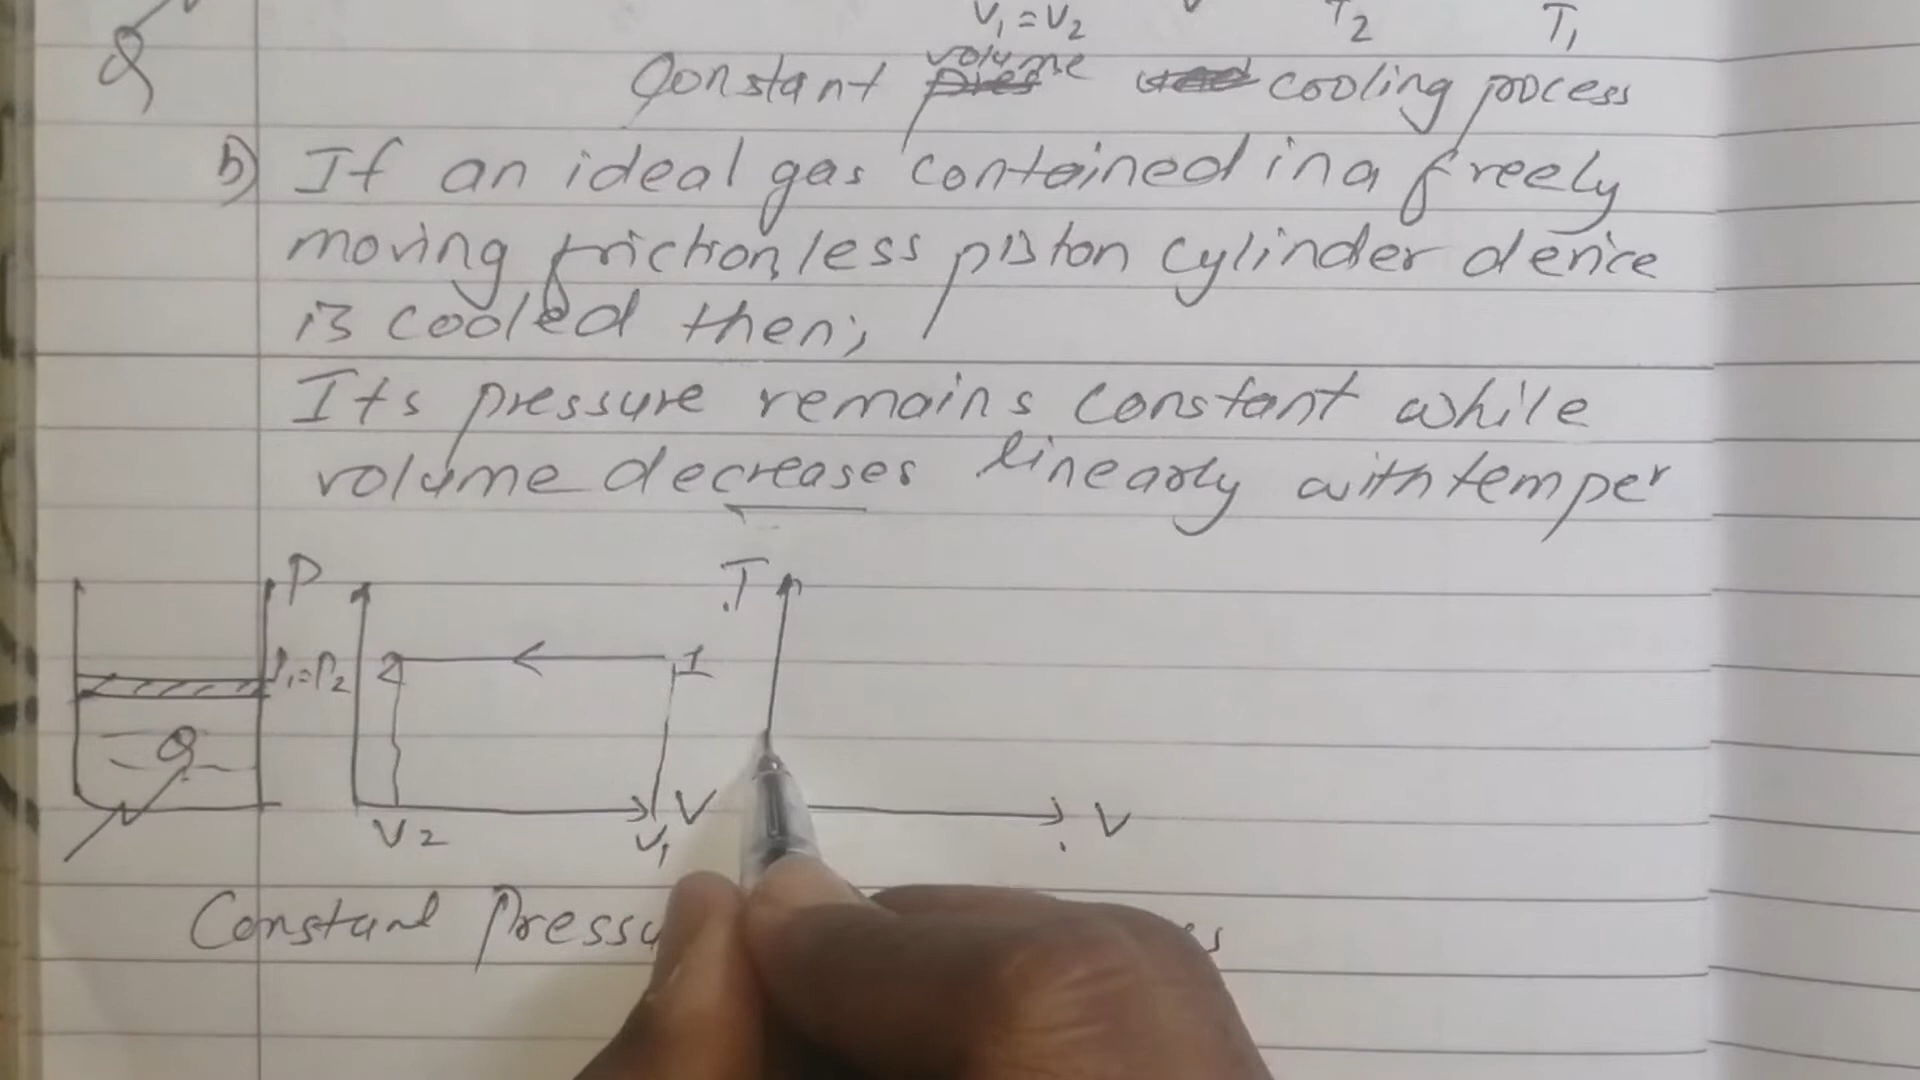 V1 = V2 V T2 T1
Q
volume
Constant cooling process
b) If an ideal gas contained in a freely
moving frictionless piston cylinder device
is cooled then;
Its pressure remains constant while
volume decreases linearly with temper
P
T
P1=P2 2 1
Q
V V
V2 V1
Constant Pressu